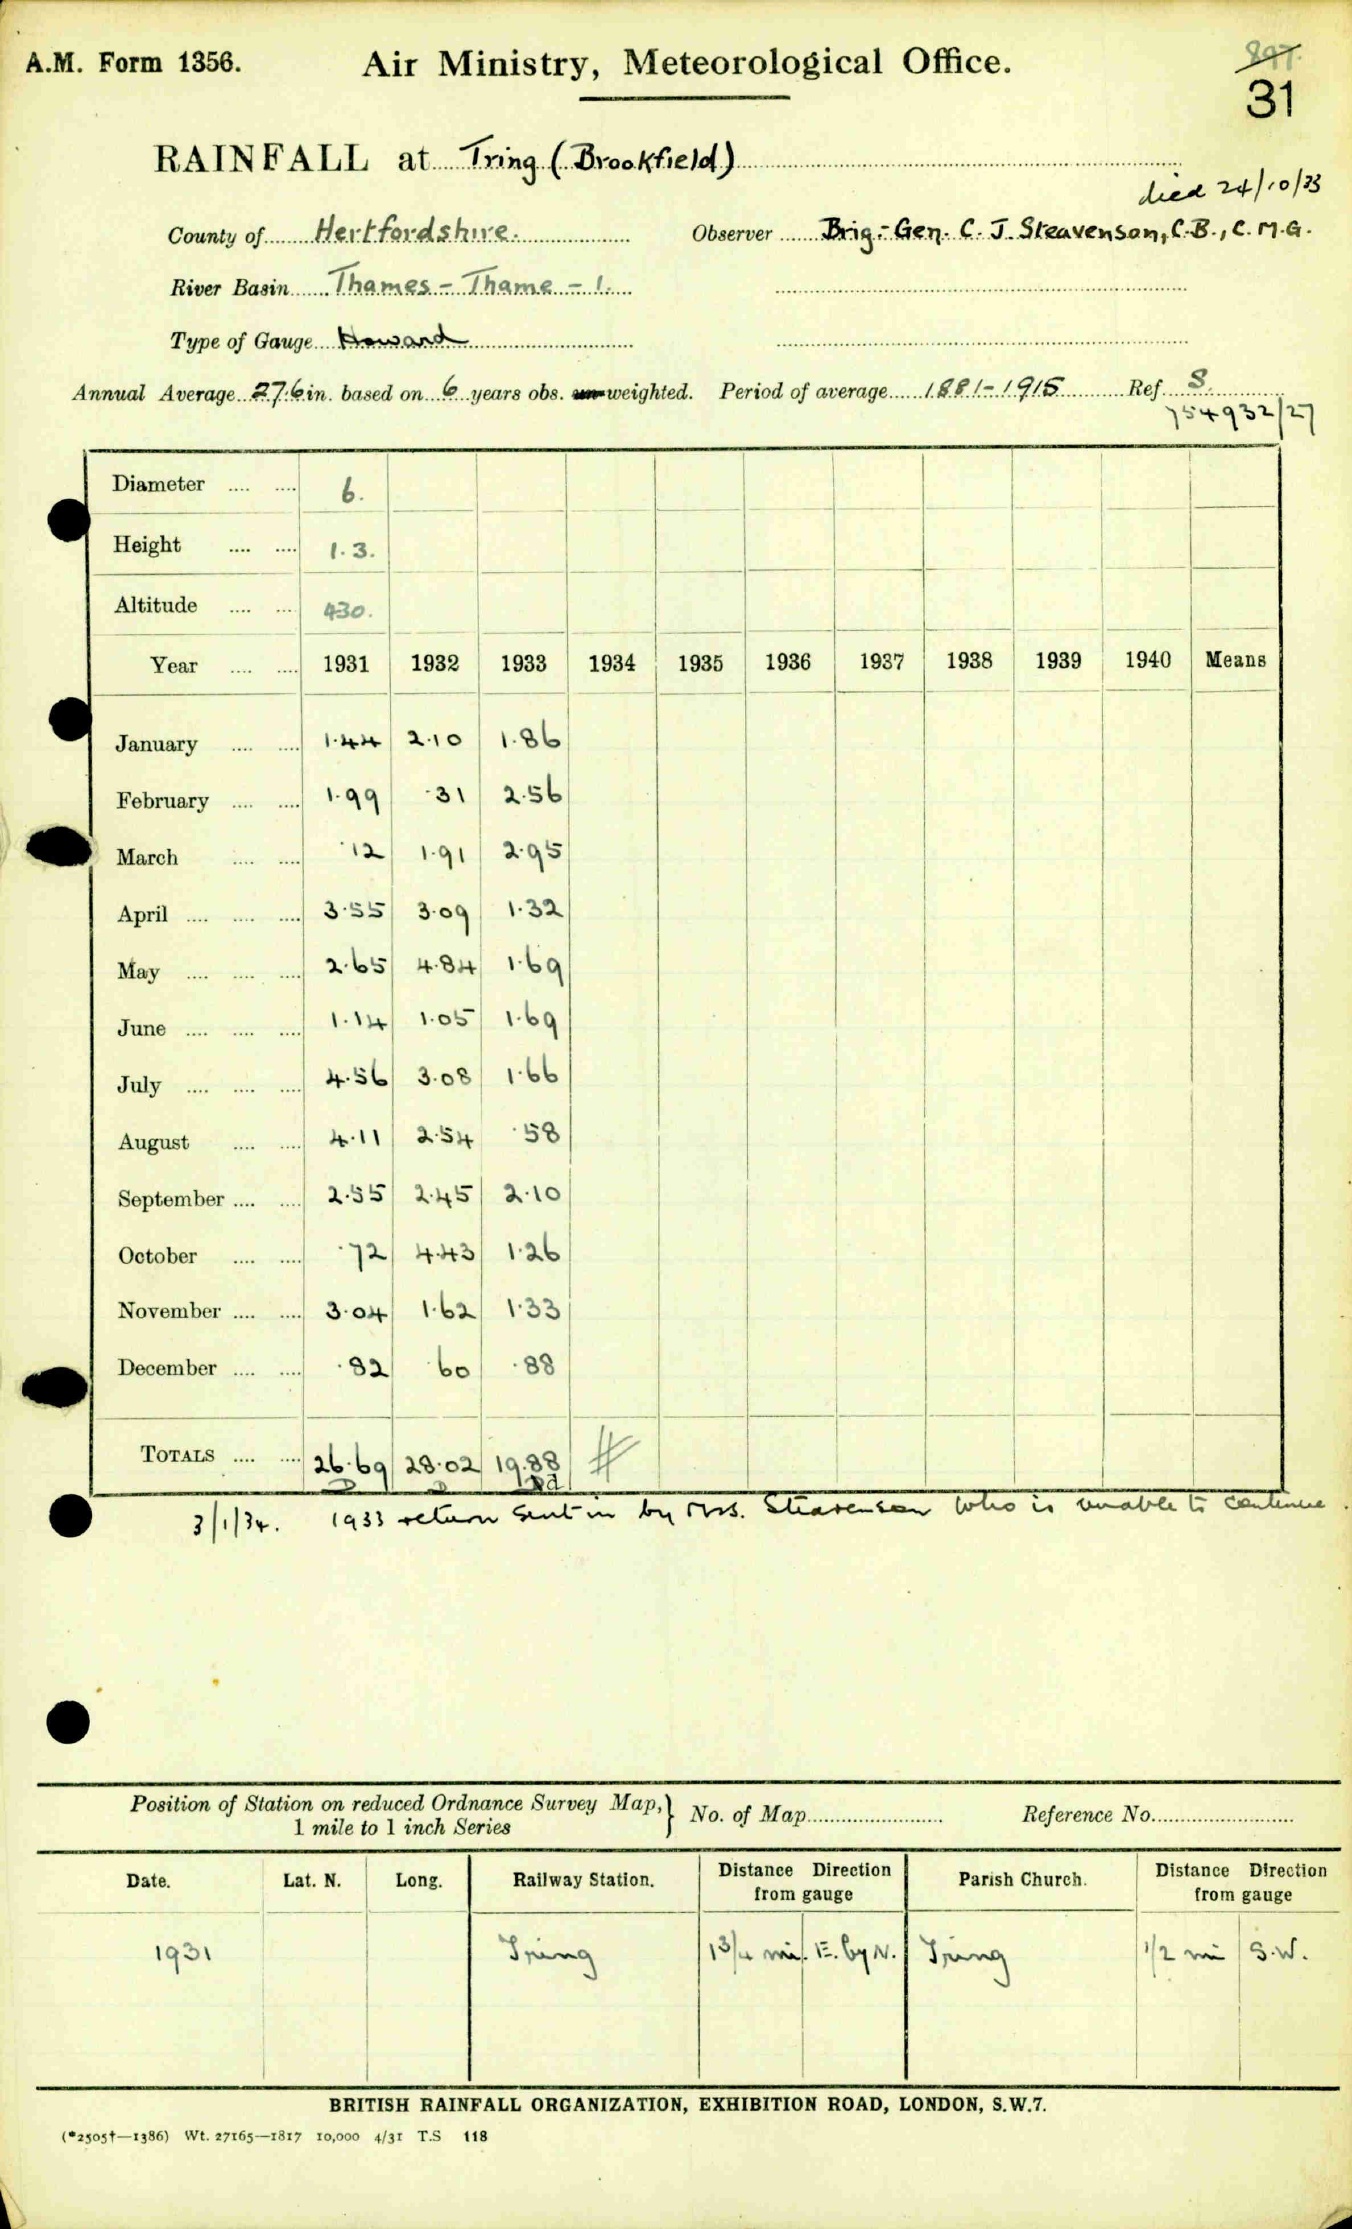 A.M. Form 1356. Air Ministry, Meteorological Office. 897.
31
RAINFALL at Tring (Brookfield)
died 24/10/33
County of Hertfordshire. Observer Brig.-Gen. C. J. Steavenson, C.B., C.M.G.
River Basin Thames - Thame - 1.
Type of Gauge Howard
Annual Average 27.6 in. based on 6 years obs. un-weighted. Period of average 1881-1915 Ref. S.
754932/27
Diameter .... .... 6.
Height .... .... 1.3.
Altitude .... .... 430.
Year .... .... 1931 1932 1933 1934 1935 1936 1937 1938 1939 1940 Means
January .... .... 1.44 2.10 1.86
February .... .... 1.99 .31 2.56
March .... .... .12 1.91 2.95
April .... .... .... 3.55 3.09 1.32
May .... .... .... 2.65 4.84 1.69
June .... .... .... 1.14 1.05 1.69
July .... .... .... 4.56 3.08 1.66
August .... .... 4.11 2.54 .58
September .... .... 2.55 2.45 2.10
October .... .... .72 4.43 1.26
November .... .... 3.04 1.62 1.33
December .... .... .82 .60 .88
TOTALS .... .... 26.69 28.02 19.88
3/1/34. 1933 return sent in by Mrs. Steavenson who is unable to continue.
Position of Station on reduced Ordnance Survey Map, } No. of Map Reference No.
1 mile to 1 inch Series
Date. Lat. N. Long. Railway Station. Distance Direction from gauge Parish Church. Distance Direction from gauge
1931 Tring 1 3/4 mi. E. by N. Tring 1/2 mi S.W.
BRITISH RAINFALL ORGANIZATION, EXHIBITION ROAD, LONDON, S.W.7.
(*2505†—1386) Wt. 27165—1817 10,000 4/31 T.S 118